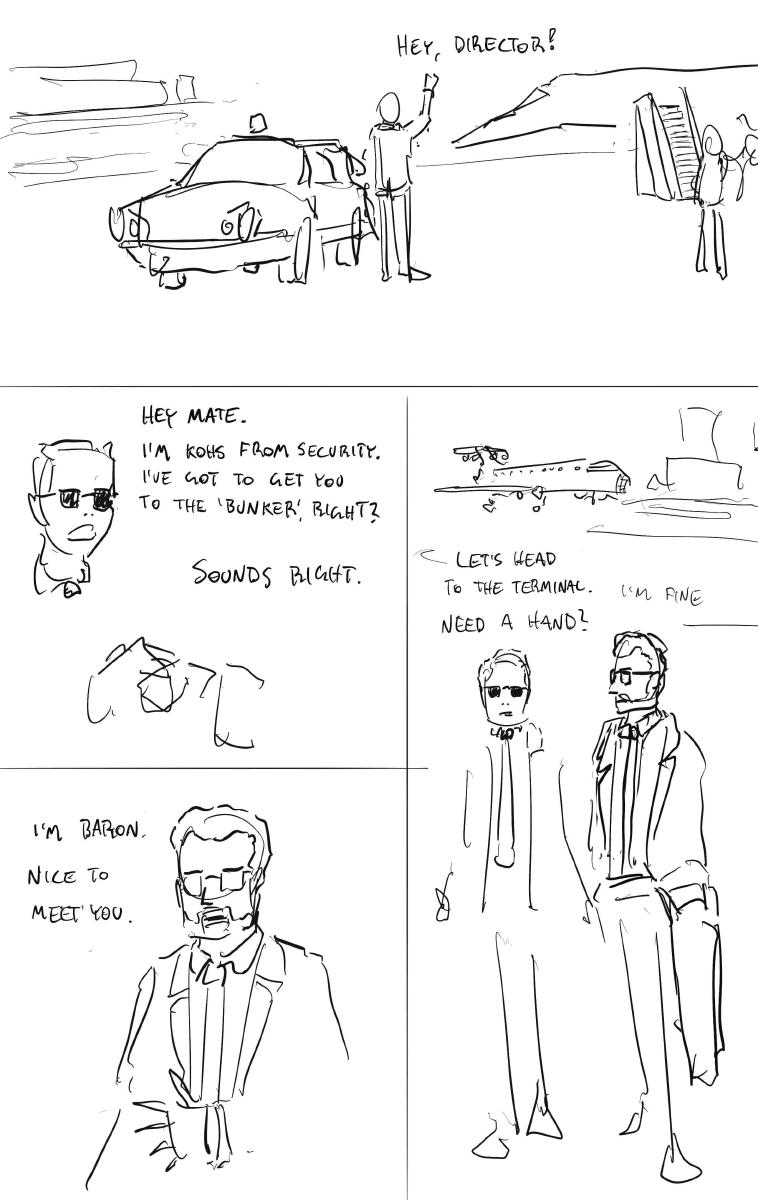 HEY, DIRECTOR!
HEY MATE.
I'M KOHS FROM SECURITY.
I'VE GOT TO GET YOU
TO THE 'BUNKER', RIGHT?
SOUNDS RIGHT.
I'M BARON.
NICE TO
MEET YOU.
LET'S HEAD
TO THE TERMINAL.
NEED A HAND?
I'M FINE